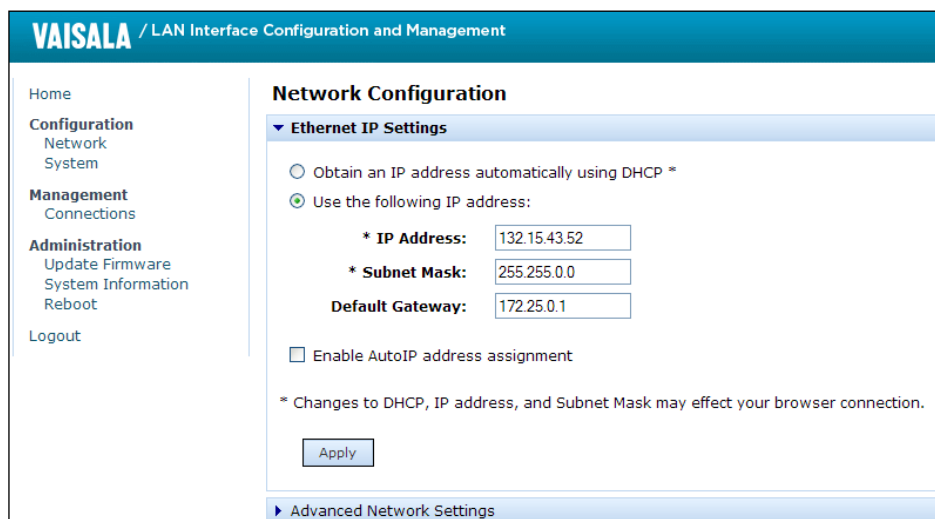 VAISALA / LAN Interface Configuration and Management
Home
Configuration
Network
System
Management
Connections
Administration
Update Firmware
System Information
Reboot
Logout
Network Configuration
Ethernet IP Settings
Obtain an IP address automatically using DHCP *
Use the following IP address:
* IP Address: 132.15.43.52
* Subnet Mask: 255.255.0.0
Default Gateway: 172.25.0.1
Enable AutoIP address assignment
* Changes to DHCP, IP address, and Subnet Mask may effect your browser connection.
Apply
Advanced Network Settings